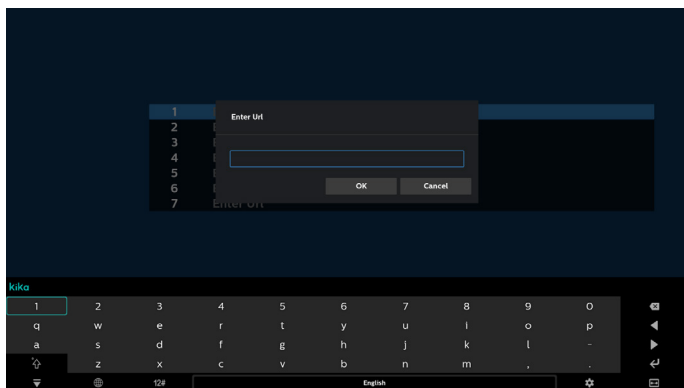 Enter Url
1
2
3
4
5
6
7 Enter Url
OK Cancel
kika
1 2 3 4 5 6 7 8 9 0
q w e r t y u i o p
a s d f g h j k l -
z x c v b n m , .
12# English